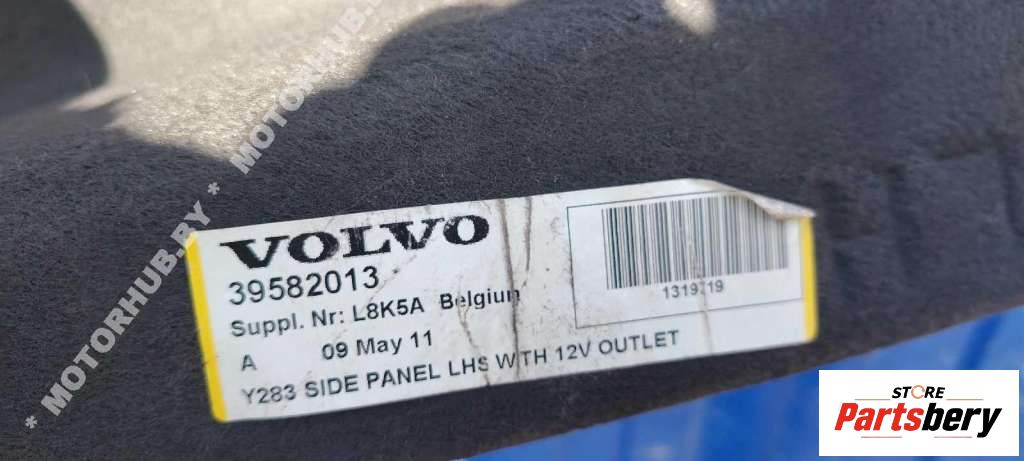 VOLVO
39582013
Suppl. Nr: L8K5A Belgium
A 09 May 11
Y283 SIDE PANEL LHS WITH 12V OUTLET
1319719
* MOTORHUB.BY * MOTORHUB.BY
STORE
Partsbery